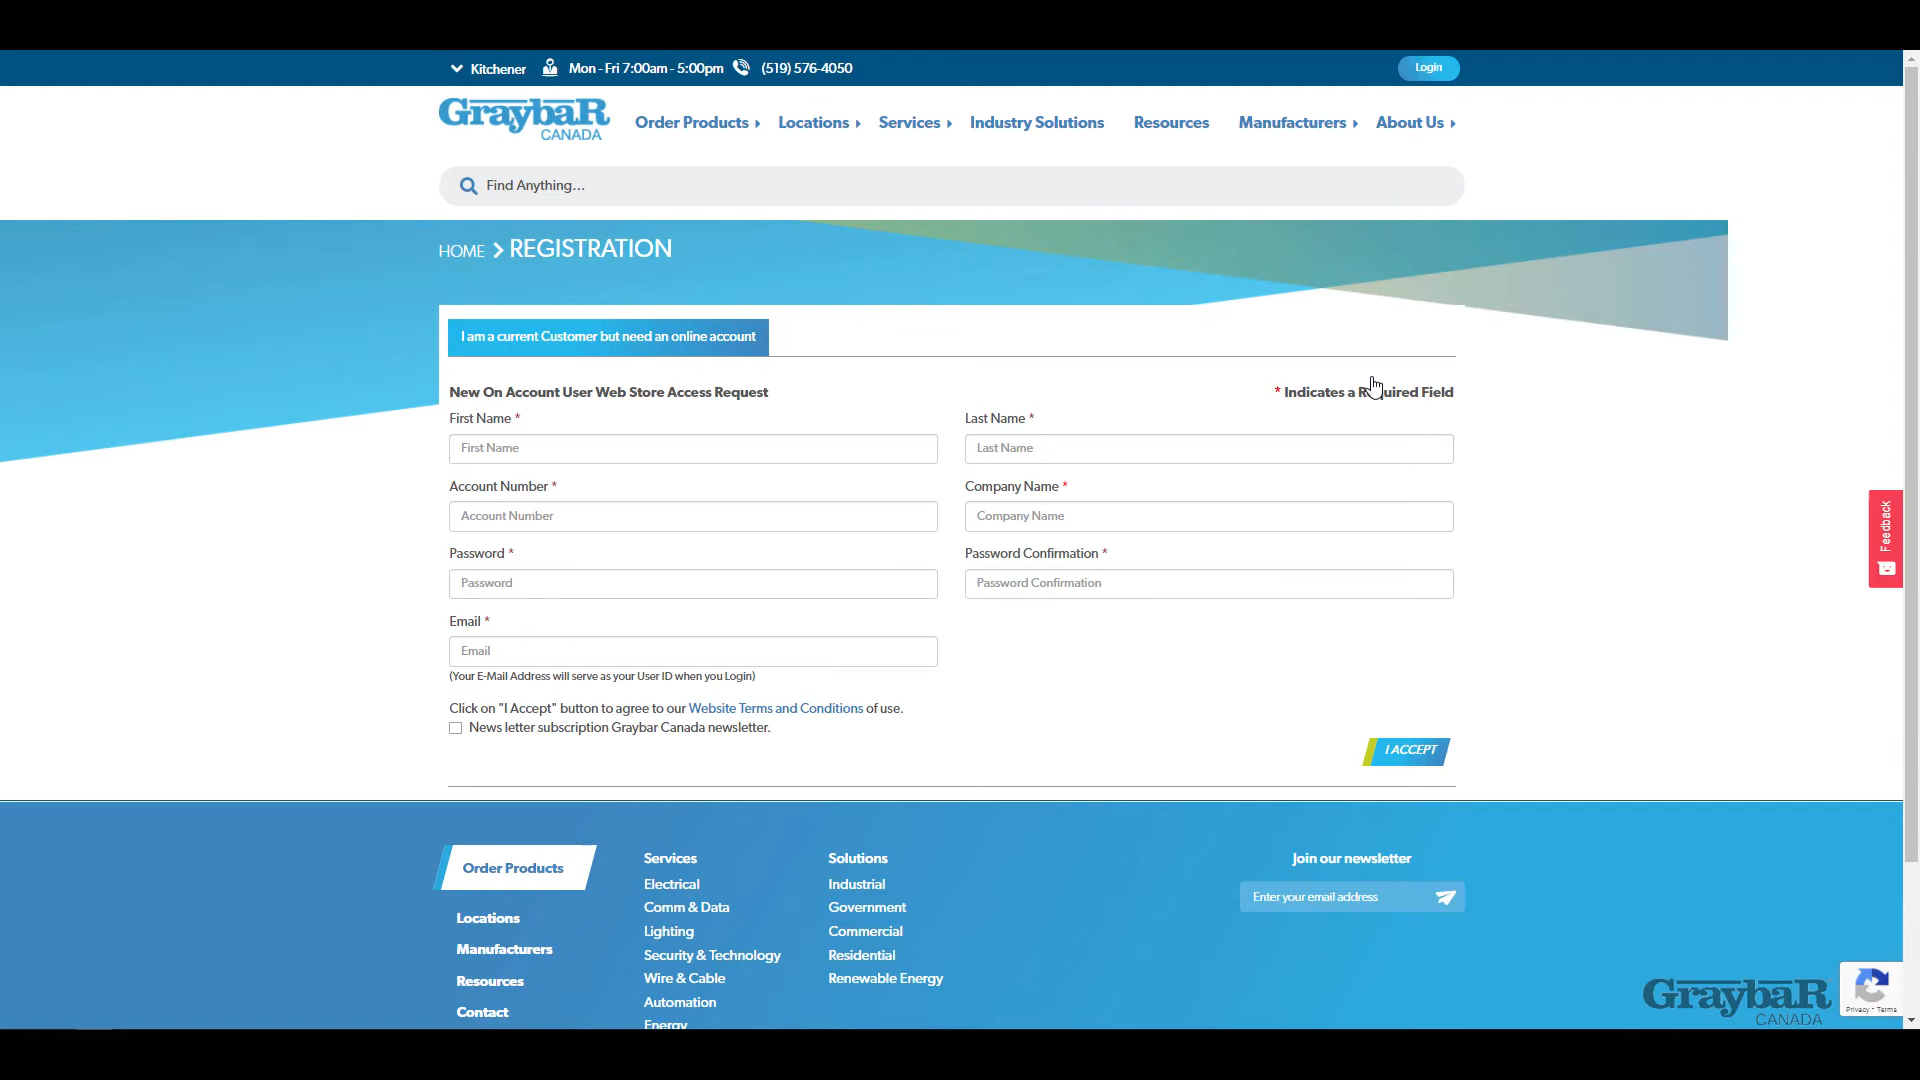 Kitchener Mon - Fri 7:00am - 5:00pm (519) 576-4050 Login
GraybaR CANADA
Order Products Locations Services Industry Solutions Resources Manufacturers About Us
Find Anything...
HOME REGISTRATION
I am a current Customer but need an online account
New On Account User Web Store Access Request
* Indicates a Required Field
First Name * Last Name *
First Name Last Name
Account Number * Company Name *
Account Number Company Name
Password * Password Confirmation *
Password Password Confirmation
Email *
Email
(Your E-Mail Address will serve as your User ID when you Login)
Click on "I Accept" button to agree to our Website Terms and Conditions of use.
News letter subscription Graybar Canada newsletter.
I ACCEPT
Feedback
Order Products
Locations
Manufacturers
Resources
Contact
Services
Electrical
Comm & Data
Lighting
Security & Technology
Wire & Cable
Automation
Energy
Solutions
Industrial
Government
Commercial
Residential
Renewable Energy
Join our newsletter
Enter your email address
GraybaR CANADA
Privacy - Terms